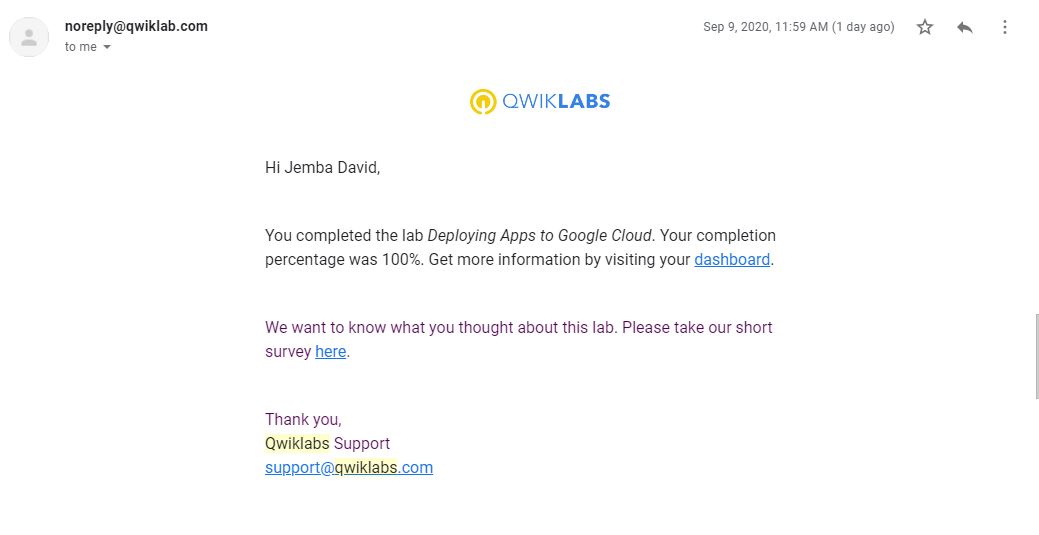 noreply@qwiklab.com
Sep 9, 2020, 11:59 AM (1 day ago)
to me
QWIKLABS
Hi Jemba David,
You completed the lab Deploying Apps to Google Cloud. Your completion
percentage was 100%. Get more information by visiting your dashboard.
We want to know what you thought about this lab. Please take our short
survey here.
Thank you,
Qwiklabs Support
support@qwiklabs.com